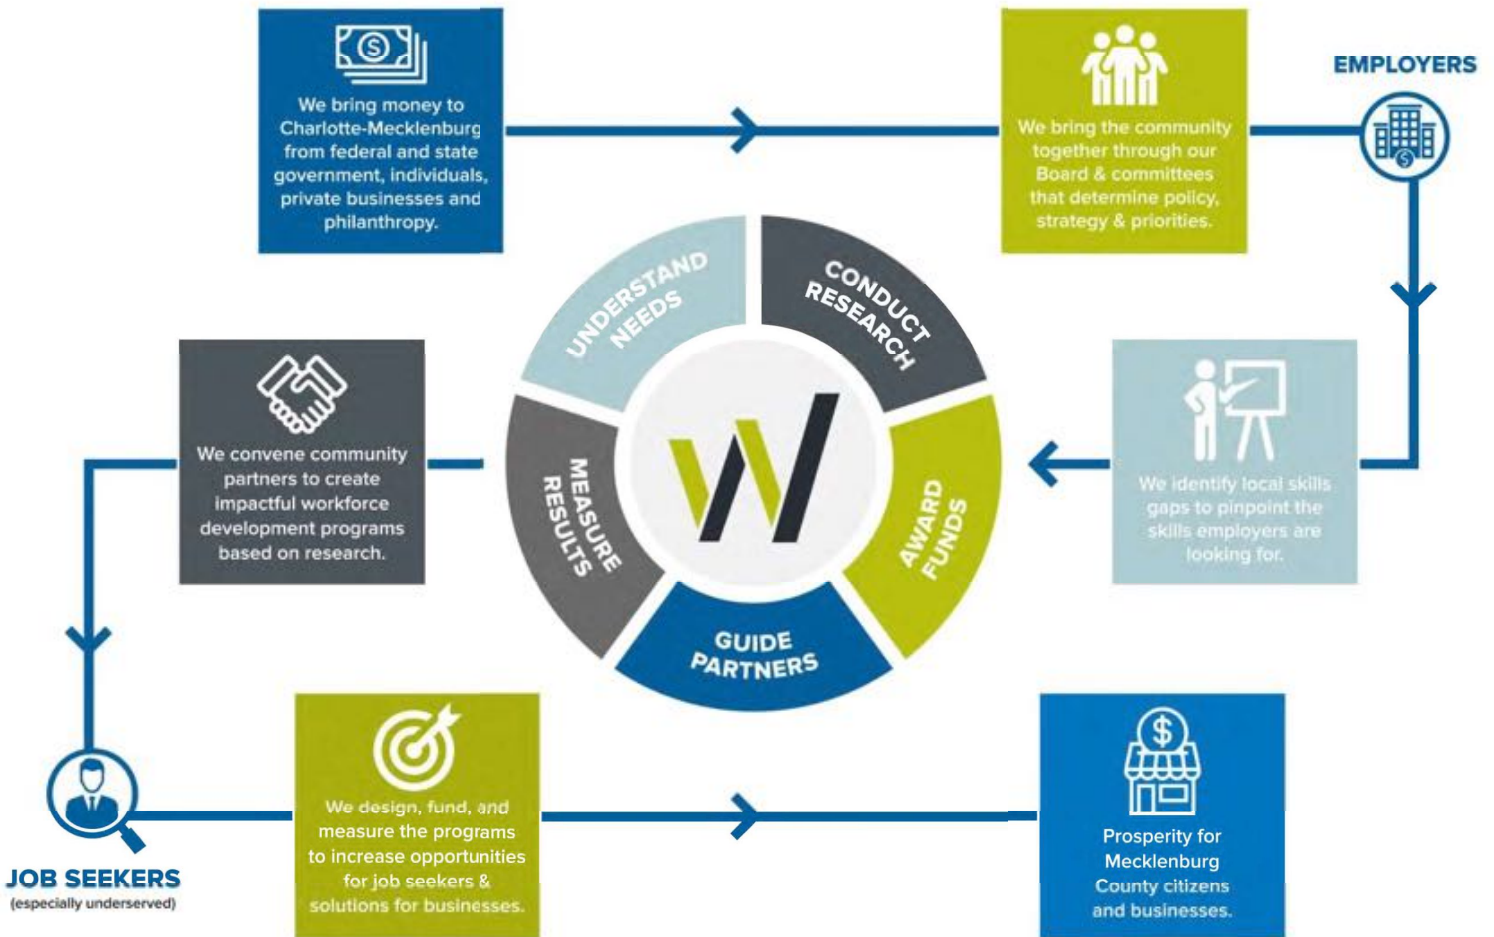 We bring money to
Charlotte-Mecklenburg
from federal and state
government, individuals,
private businesses and
philanthropy.
We bring the community
together through our
Board & committees
that determine policy,
strategy & priorities.
EMPLOYERS
UNDERSTAND
NEEDS
CONDUCT
RESEARCH
AWARD
FUNDS
GUIDE
PARTNERS
MEASURE
RESULTS
We identify local skills
gaps to pinpoint the
skills employers are
looking for.
We convene community
partners to create
impactful workforce
development programs
based on research.
JOB SEEKERS
(especially underserved)
We design, fund, and
measure the programs
to increase opportunities
for job seekers &
solutions for businesses.
Prosperity for
Mecklenburg
County citizens
and businesses.